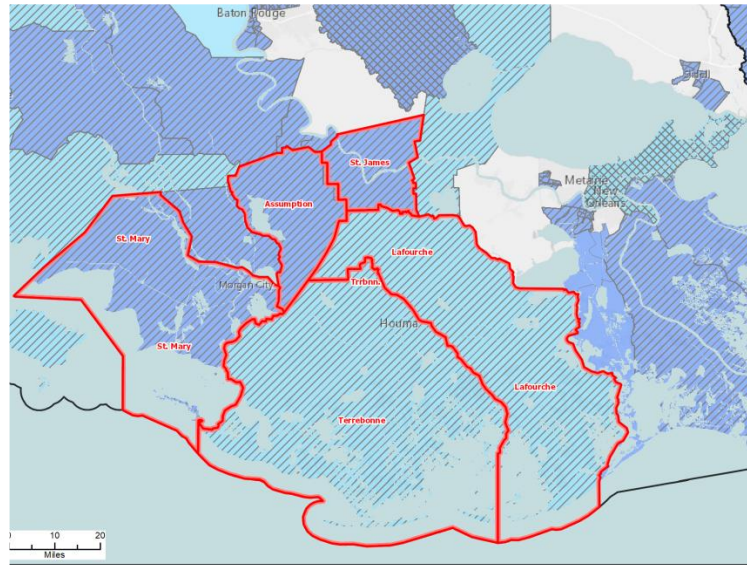 Baton Rouge
St. James
Metairie
New
Orleans
Assumption
St. Mary
Lafourche
Trrbnn.
Morgan City
Houma
St. Mary
Lafourche
Terrebonne
0 10 20
Miles